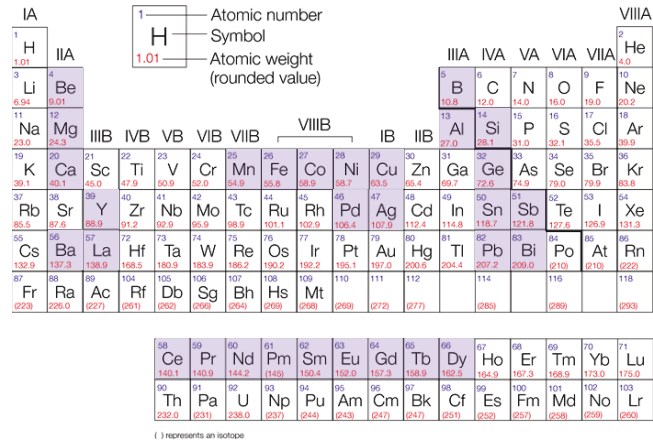 IA
VIIIA
1 Atomic number
H Symbol
1.01 Atomic weight
(rounded value)
1 2
H He
1.01 4.0
IIA IIIA IVA VA VIA VIIA
3 4 5 6 7 8 9 10
Li Be B C N O F Ne
6.94 9.01 10.8 12.0 14.0 16.0 19.0 20.2
11 12 13 14 15 16 17 18
Na Mg Al Si P S Cl Ar
23.0 24.3 27.0 28.1 31.0 32.1 35.5 39.9
IIIB IVB VB VIB VIIB VIIIB IB IIB
19 20 21 22 23 24 25 26 27 28 29 30 31 32 33 34 35 36
K Ca Sc Ti V Cr Mn Fe Co Ni Cu Zn Ga Ge As Se Br Kr
39.1 40.1 45.0 47.9 50.9 52.0 54.9 55.8 58.9 58.7 63.5 65.4 69.7 72.6 74.9 79.0 79.9 83.8
37 38 39 40 41 42 43 44 45 46 47 48 49 50 51 52 53 54
Rb Sr Y Zr Nb Mo Tc Ru Rh Pd Ag Cd In Sn Sb Te I Xe
85.5 87.6 88.9 91.2 92.9 95.9 98.9 101.1 102.9 106.4 107.9 112.4 114.8 118.7 121.8 127.6 126.9 131.3
55 56 57 72 73 74 75 76 77 78 79 80 81 82 83 84 85 86
Cs Ba La Hf Ta W Re Os Ir Pt Au Hg Tl Pb Bi Po At Rn
132.9 137.3 138.9 168.5 180.9 183.9 186.2 190.2 192.2 195.1 197.0 200.6 204.4 207.2 209.0 (210) (210) (222)
87 88 89 104 105 106 107 108 109 110 111 112 114 116 118
Fr Ra Ac Rf Db Sg Bh Hs Mt
(223) 226.0 (227) (261) (262) (266) (264) (269) (268) (269) (272) (277) (285) (289) (293)
58 59 60 61 62 63 64 65 66 67 68 69 70 71
Ce Pr Nd Pm Sm Eu Gd Tb Dy Ho Er Tm Yb Lu
140.1 140.9 144.2 (145) 150.4 152.0 157.3 158.9 162.5 164.9 167.3 168.9 173.0 175.0
90 91 92 93 94 95 96 97 98 99 100 101 102 103
Th Pa U Np Pu Am Cm Bk Cf Es Fm Md No Lr
232.0 (231) 238.0 (237) (244) (243) (247) (247) (251) (252) (257) (258) (259) (260)
( ) represents an isotope